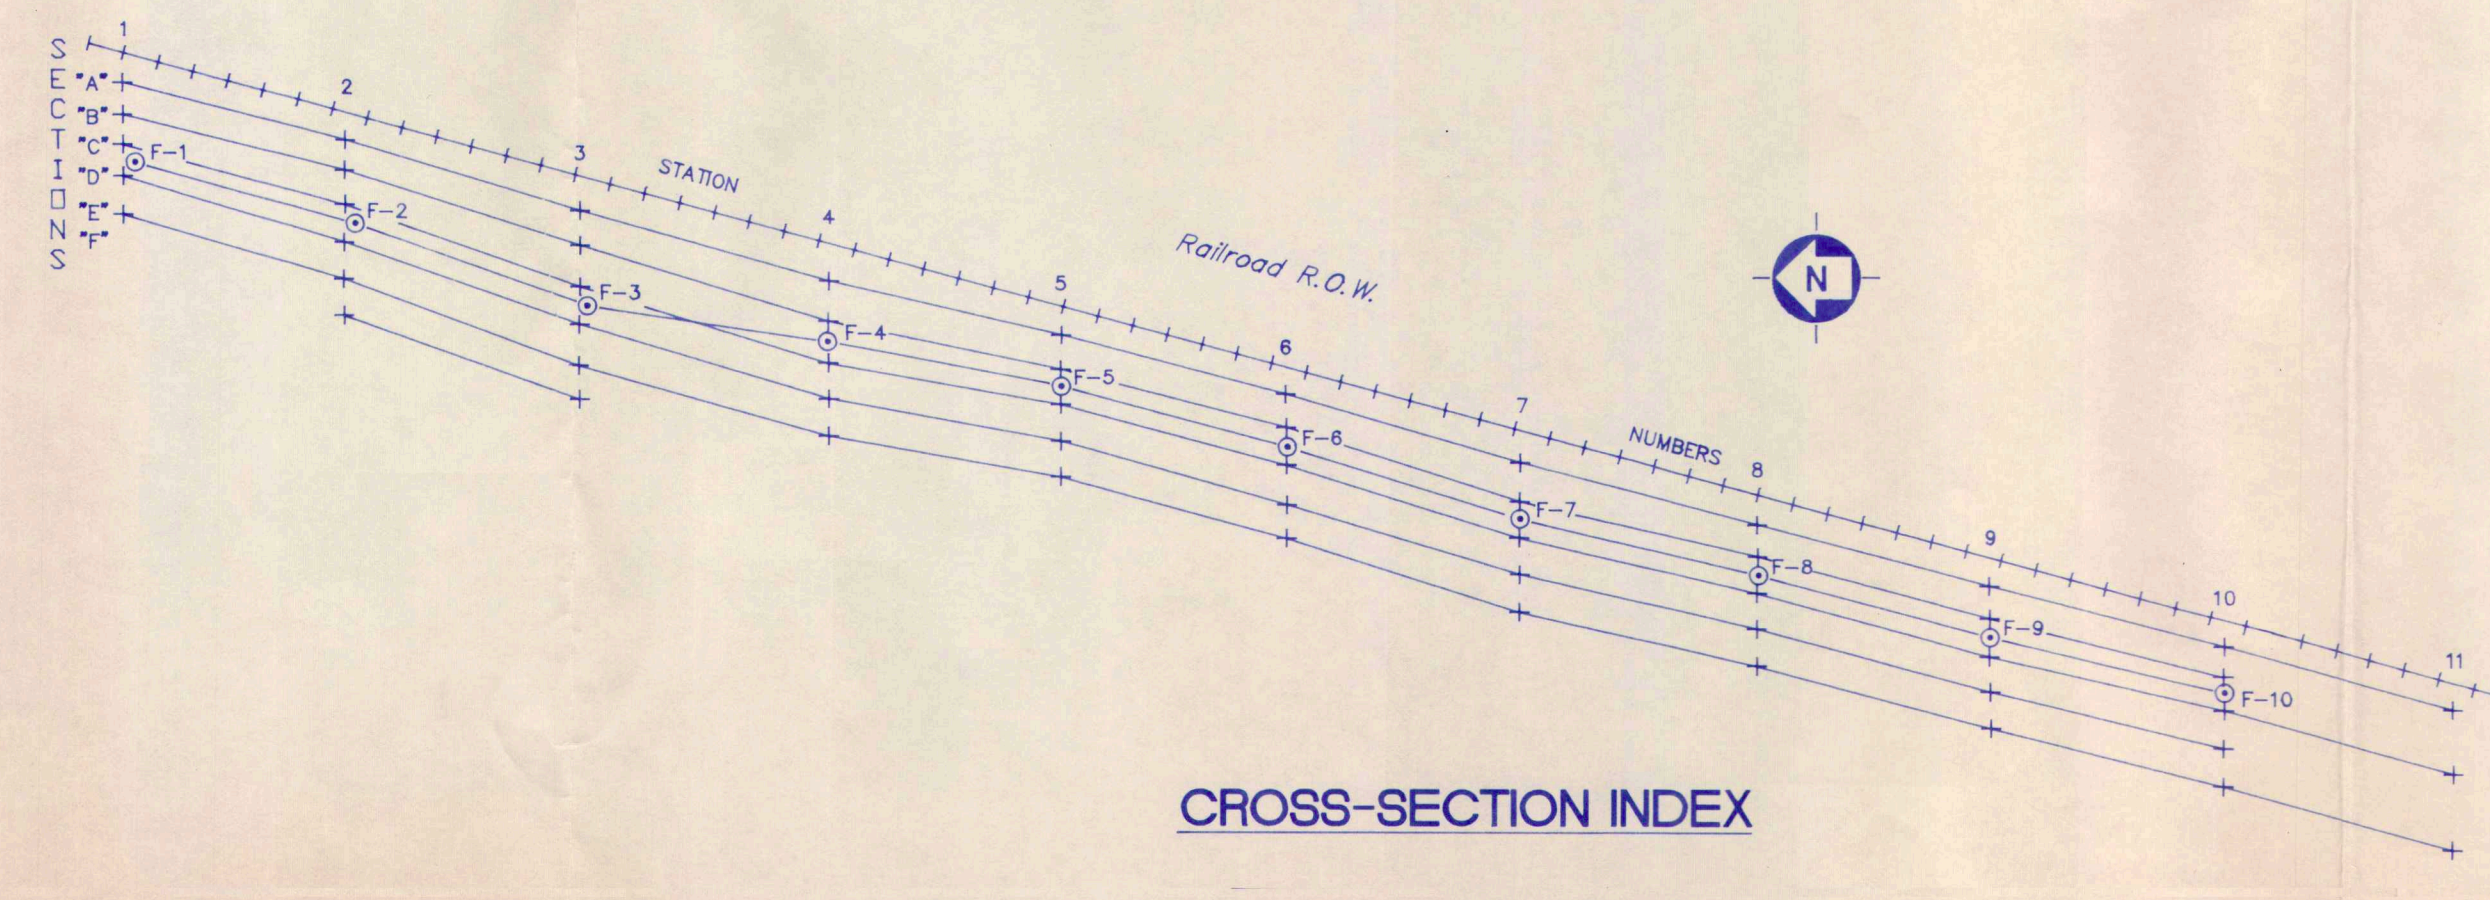 SECTIONS
1
2
3
STATION
4
5
6
7
NUMBERS
8
9
10
11
"A"
"B"
"C"
"D"
"E"
"F"
F-1
F-2
F-3
F-4
F-5
F-6
F-7
F-8
F-9
F-10
Railroad R.O.W.
N
CROSS-SECTION INDEX